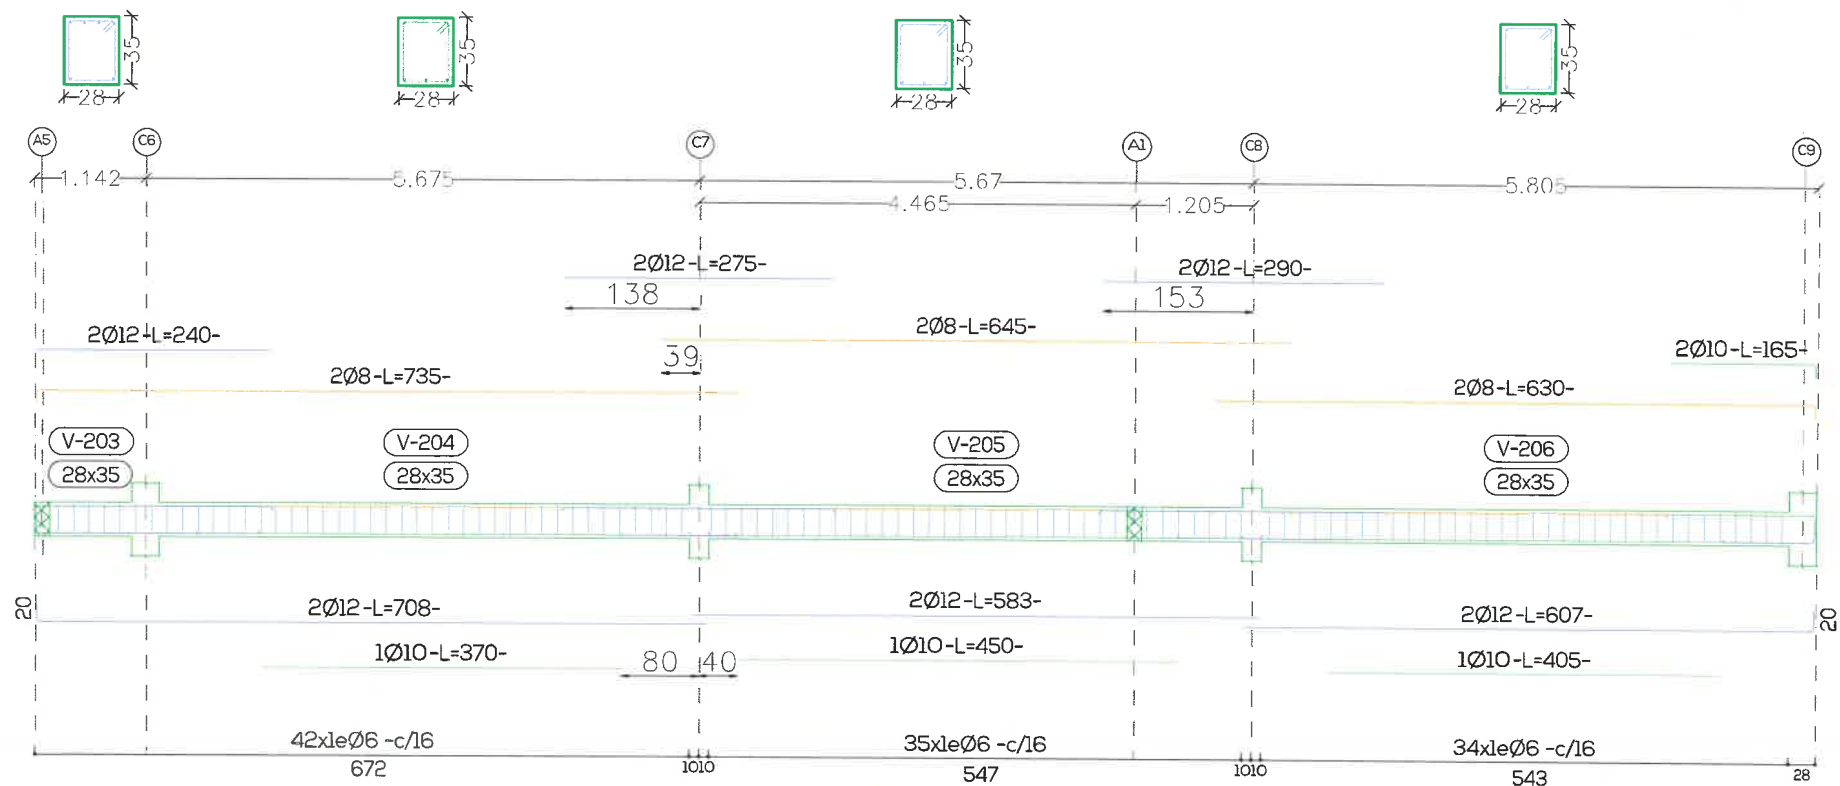 35 35 35 35
28 28 28 28
A5 C6 C7 A1 C8 C9
1.142 5.675 5.67 5.805
4.465 1.205
2Ø12-L=275- 2Ø12-L=290-
138 153
2Ø12-L=240- 2Ø8-L=645- 2Ø10-L=165-
39
2Ø8-L=735- 2Ø8-L=630-
V-203 V-204 V-205 V-206
28x35 28x35 28x35 28x35
20 2Ø12-L=708- 2Ø12-L=583- 2Ø12-L=607- 20
1Ø10-L=370- 80 40 1Ø10-L=450- 1Ø10-L=405-
42x1eØ6 -c/16 35x1eØ6 -c/16 34x1eØ6 -c/16
672 1010 547 1010 543 28